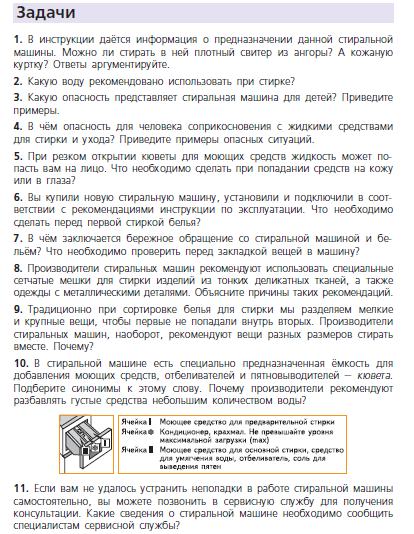 Задачи
1. В инструкции даётся информация о предназначении данной стиральной
машины. Можно ли стирать в ней плотный свитер из ангоры? А кожаную
куртку? Ответы аргументируйте.
2. Какую воду рекомендовано использовать при стирке?
3. Какую опасность представляет стиральная машина для детей? Приведите
примеры.
4. В чём опасность для человека соприкосновения с жидкими средствами
для стирки и ухода? Приведите примеры опасных ситуаций.
5. При резком открытии кюветы для моющих средств жидкость может по-
пасть вам на лицо. Что необходимо сделать при попадании средств на кожу
или в глаза?
6. Вы купили новую стиральную машину, установили и подключили в соот-
ветствии с рекомендациями инструкции по эксплуатации. Что необходимо
сделать перед первой стиркой белья?
7. В чём заключается бережное обращение со стиральной машиной и бе-
льём? Что необходимо проверить перед закладкой вещей в машину?
8. Производители стиральных машин рекомендуют использовать специальные
сетчатые мешки для стирки изделий из тонких деликатных тканей, а также
одежды с металлическими деталями. Объясните причины таких рекомендаций.
9. Традиционно при сортировке белья для стирки мы разделяем мелкие
и крупные вещи, чтобы первые не попадали внутрь вторых. Производители
стиральных машин, наоборот, рекомендуют вещи разных размеров стирать
вместе. Почему?
10. В стиральной машине есть специально предназначенная ёмкость для
добавления моющих средств, отбеливателей и пятновыводителей – кювета.
Подберите синонимы к этому слову. Почему производители рекомендуют
разбавлять густые средства небольшим количеством воды?
Ячейка I Моющее средство для предварительной стирки
Ячейка ✽ Кондиционер, крахмал. Не превышайте уровня
максимальной загрузки (max)
Ячейка II Моющее средство для основной стирки, средство
для умягчения воды, отбеливатель, соль для
выведения пятен
11. Если вам не удалось устранить неполадки в работе стиральной машины
самостоятельно, вы можете позвонить в сервисную службу для получения
консультации. Какие сведения о стиральной машине необходимо сообщить
специалистам сервисной службы?